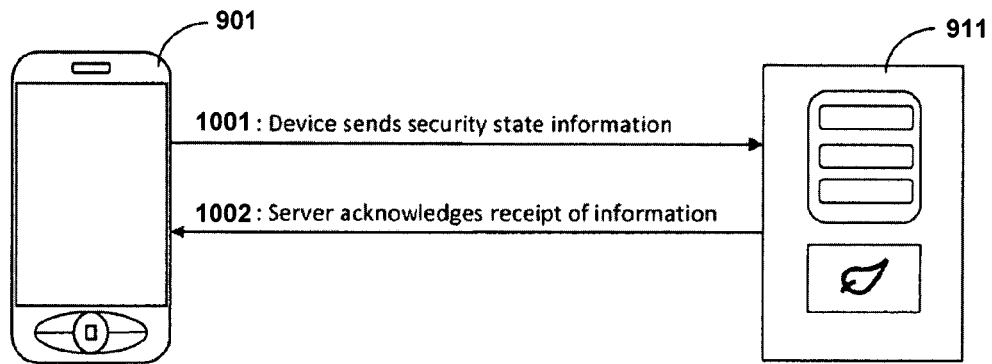 901
911
1001 : Device sends security state information
1002 : Server acknowledges receipt of information